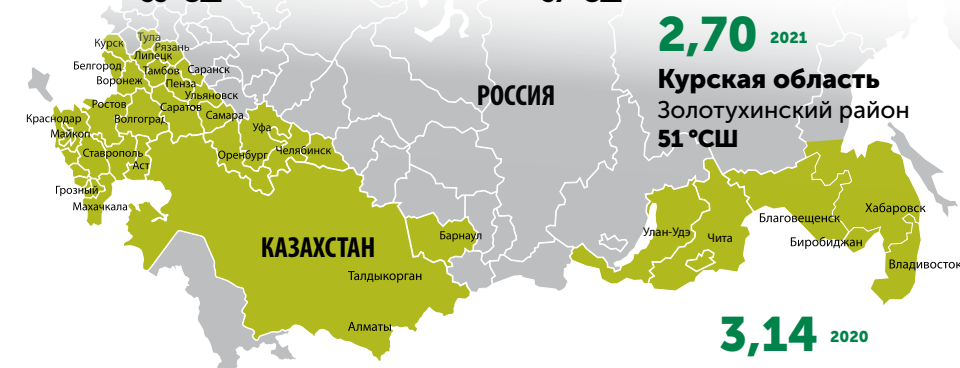 2,70 2021
Курская область
Золотухинский район
51 °СШ
РОССИЯ
Курск
Тула
Рязань
Липецк
Белгород
Тамбов
Саранск
Воронеж
Пенза
Ульяновск
Ростов
Саратов
Самара
Краснодар
Волгоград
Уфа
Майкоп
Ставрополь
Оренбург
Челябинск
Аст
Грозный
Махачкала
КАЗАХСТАН
Барнаул
Талдыкорган
Алматы
Улан-Удэ
Чита
Благовещенск
Хабаровск
Биробиджан
Владивосток
3,14 2020